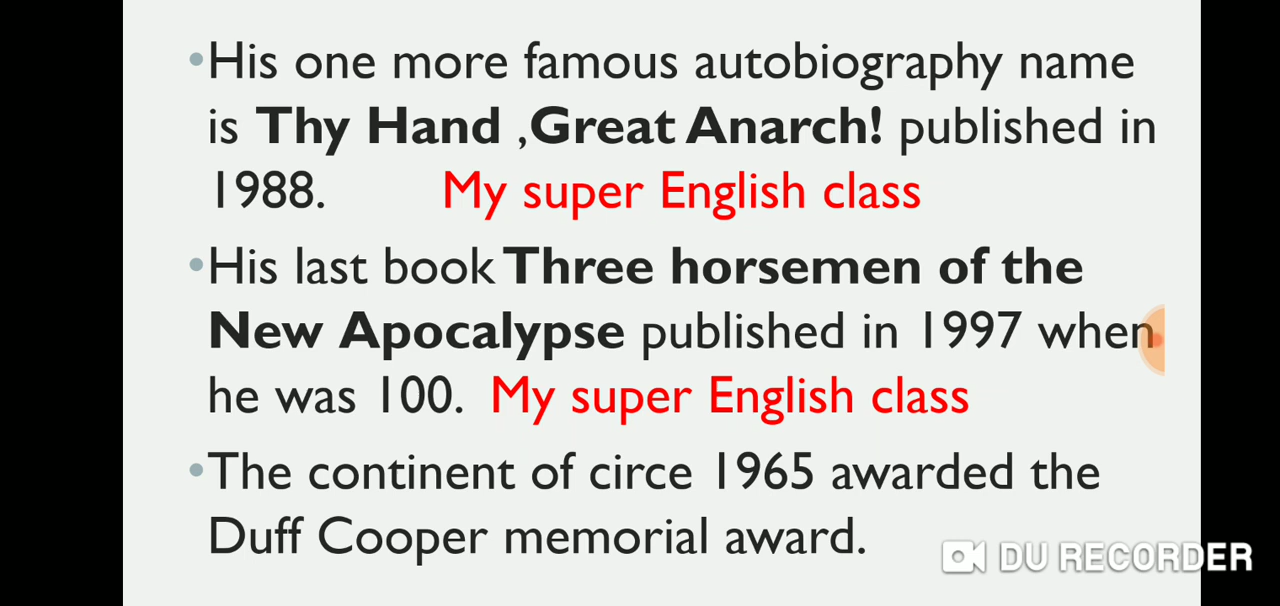 •His one more famous autobiography name
is Thy Hand ,Great Anarch! published in
1988. My super English class
•His last book Three horsemen of the
New Apocalypse published in 1997 when
he was 100. My super English class
•The continent of circe 1965 awarded the
Duff Cooper memorial award.
DU RECORDER